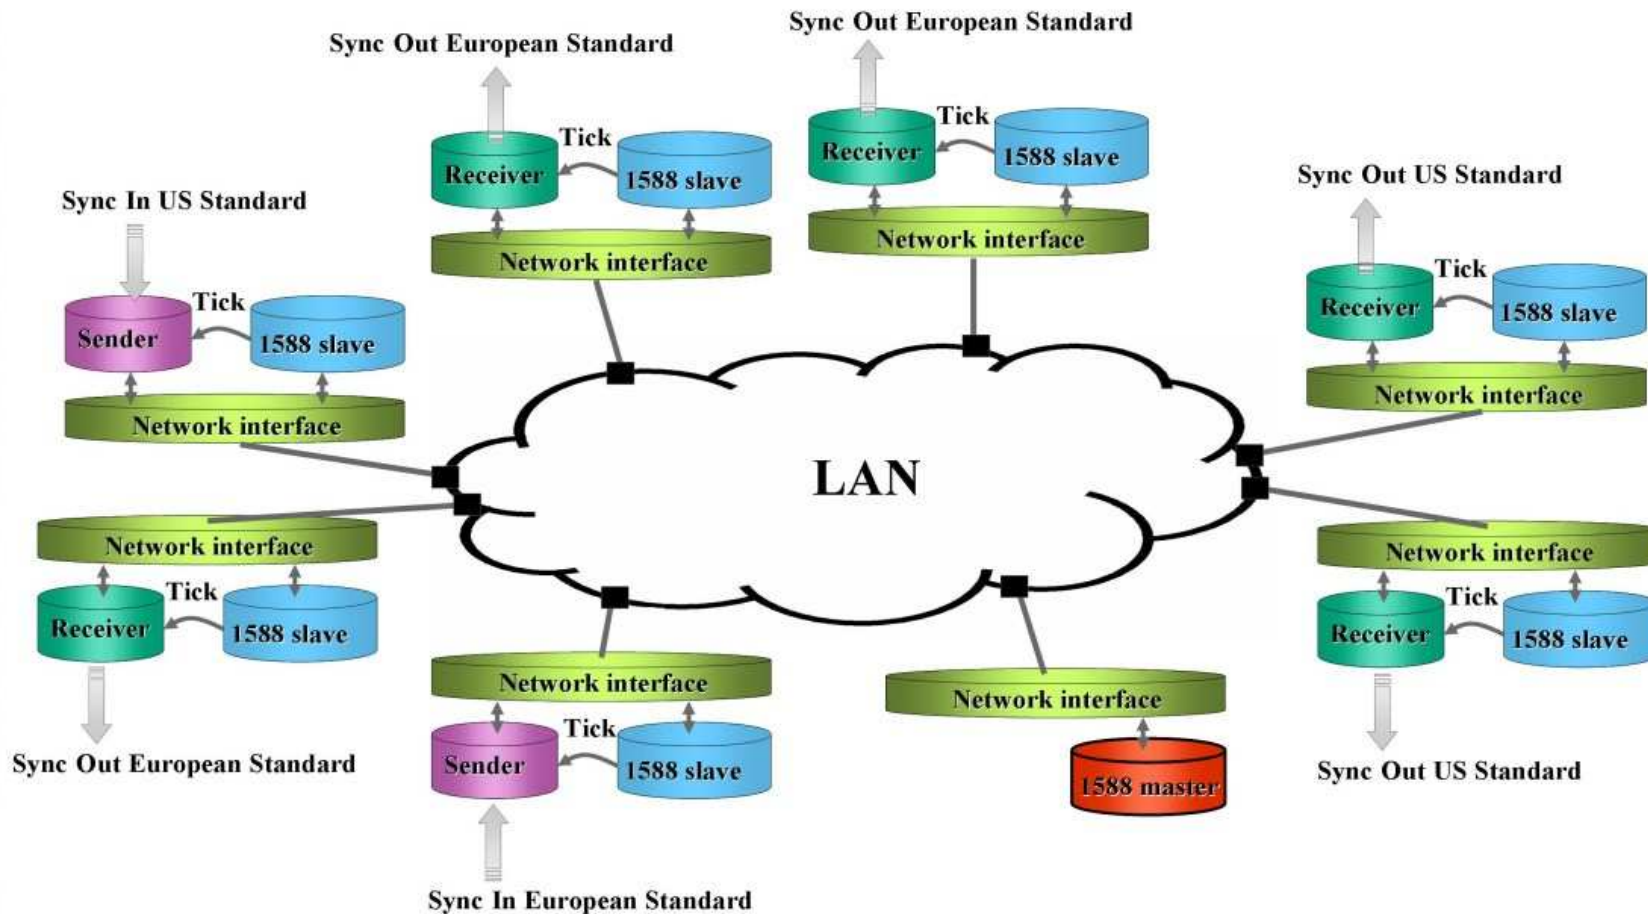 Sync Out European Standard
Tick
Receiver
1588 slave
Network interface
Sync Out European Standard
Tick
Receiver
1588 slave
Network interface
Sync In US Standard
Tick
Sender
1588 slave
Network interface
Sync Out US Standard
Tick
Receiver
1588 slave
Network interface
LAN
Network interface
Tick
Receiver
1588 slave
Sync Out European Standard
Network interface
Tick
Sender
1588 slave
Sync In European Standard
Network interface
1588 master
Network interface
Tick
Receiver
1588 slave
Sync Out US Standard